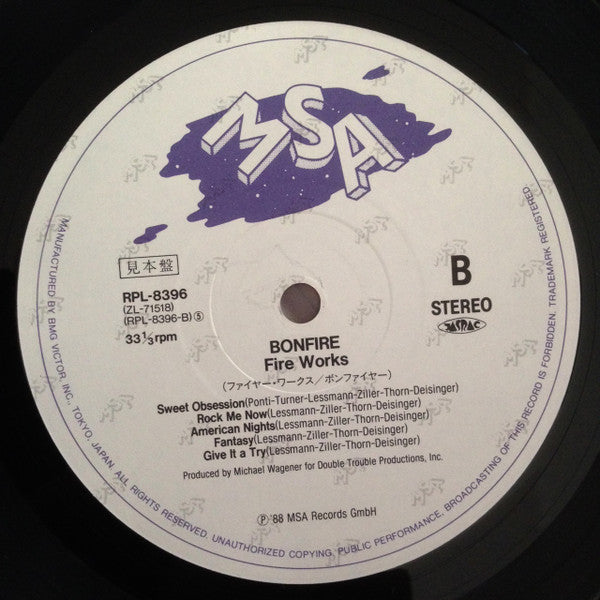 MSA
見本盤
RPL-8396
(ZL-71518)
(RPL-8396-B)⑤
33⅓rpm
B
STEREO
JASRAC
BONFIRE
Fire Works
(ファイヤー・ワークス/ボンファイヤー)
Sweet Obsession(Ponti-Turner-Lessmann-Ziller-Thorn-Deisinger)
Rock Me Now(Lessmann-Ziller-Thorn-Deisinger)
American Nights(Lessmann-Ziller-Thorn-Deisinger)
Fantasy(Lessmann-Ziller-Thorn-Deisinger)
Give It a Try(Lessmann-Ziller-Thorn-Deisinger)
Produced by Michael Wagener for Double Trouble Productions, Inc.
Ⓟ'88 MSA Records GmbH
MANUFACTURED BY BMG VICTOR, INC., TOKYO, JAPAN. ALL RIGHTS RESERVED. UNAUTHORIZED COPYING, PUBLIC PERFORMANCE, BROADCASTING OF THIS RECORD IS FORBIDDEN. TRADEMARK REGISTERED.